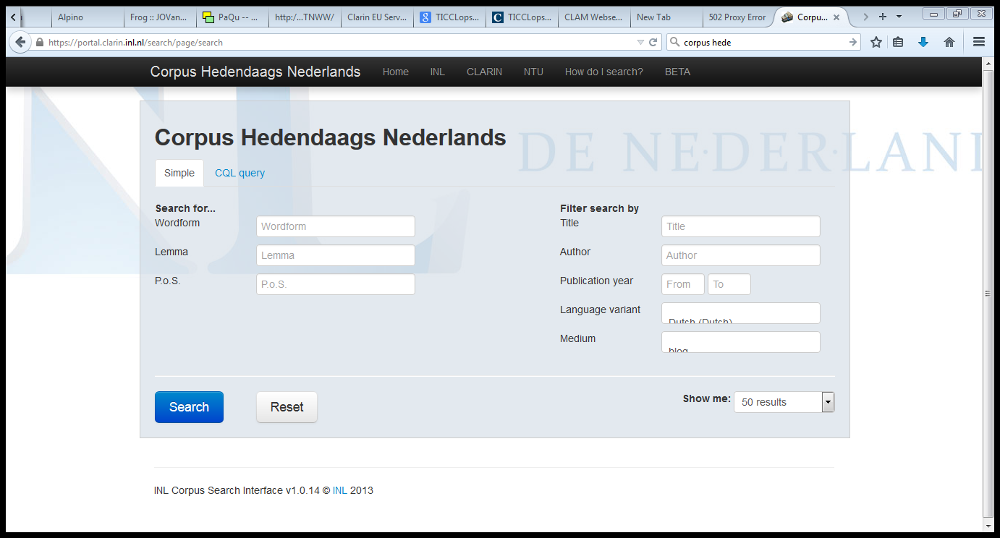 Alpino
Frog :: JOVan...
PaQu -- ...
http:/...TNWW/
Clarin EU Serv...
TICCLops...
TICCLops...
CLAM Webse...
New Tab
502 Proxy Error
Corpu...
https://portal.clarin.inl.nl/search/page/search
corpus hede
Corpus Hedendaags Nederlands Home INL CLARIN NTU How do I search? BETA
DE NE·DER·LAN
Corpus Hedendaags Nederlands
Simple CQL query
Search for...
Wordform Wordform
Lemma Lemma
P.o.S. P.o.S.
Filter search by
Title Title
Author Author
Publication year From To
Language variant Dutch (Dutch)
Medium blog
Search Reset
Show me: 50 results
INL Corpus Search Interface v1.0.14 © INL 2013